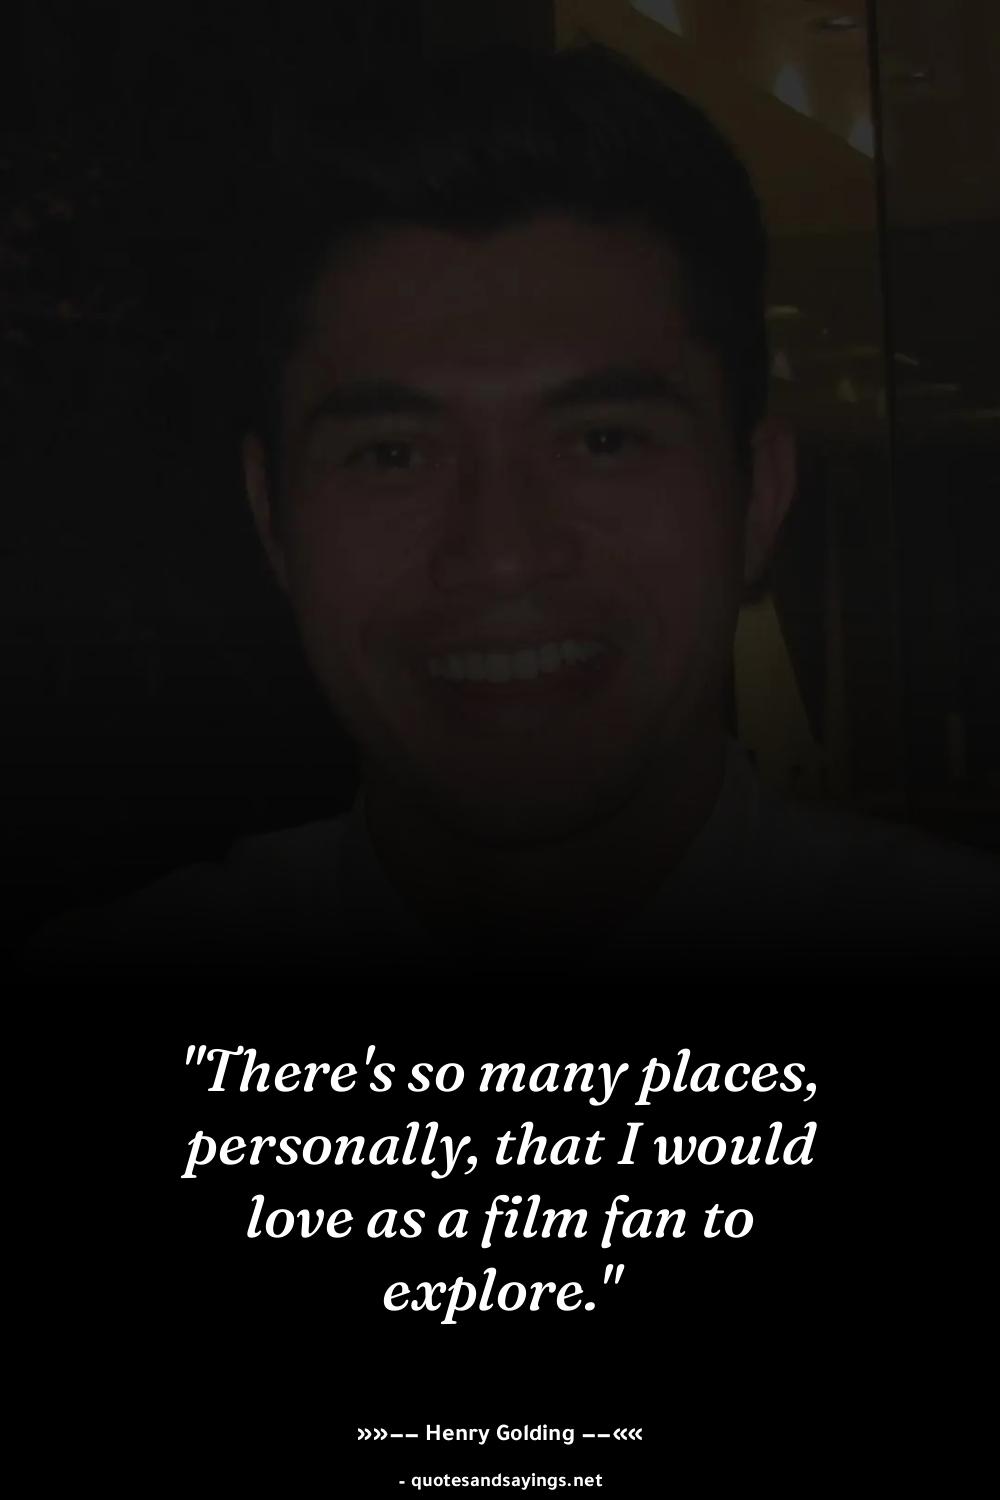 "There's so many places,
personally, that I would
love as a film fan to
explore."
»»−− Henry Golding −−««
- quotesandsayings.net